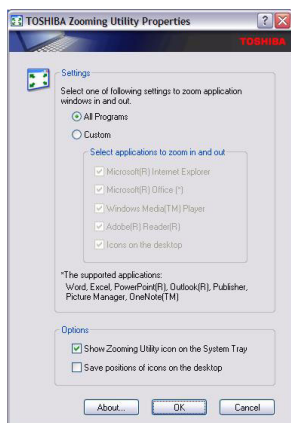 TOSHIBA Zooming Utility Properties
TOSHIBA
Settings
Select one of following settings to zoom application
windows in and out.
All Programs
Custom
Select applications to zoom in and out
Microsoft(R) Internet Explorer
Microsoft(R) Office (*)
Windows Media(TM) Player
Adobe(R) Reader(R)
Icons on the desktop
*The supported applications:
Word, Excel, PowerPoint(R), Outlook(R), Publisher,
Picture Manager, OneNote(TM)
Options
Show Zooming Utility icon on the System Tray
Save positions of icons on the desktop
About...
OK
Cancel